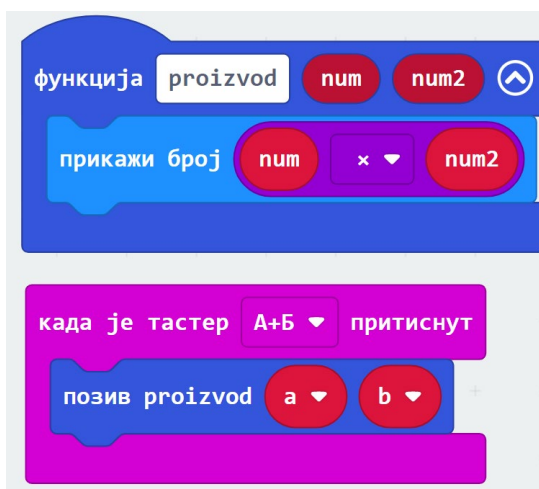 функција proizvod num num2
прикажи број num × num2
када је тастер А+Б притиснут
позив proizvod a b